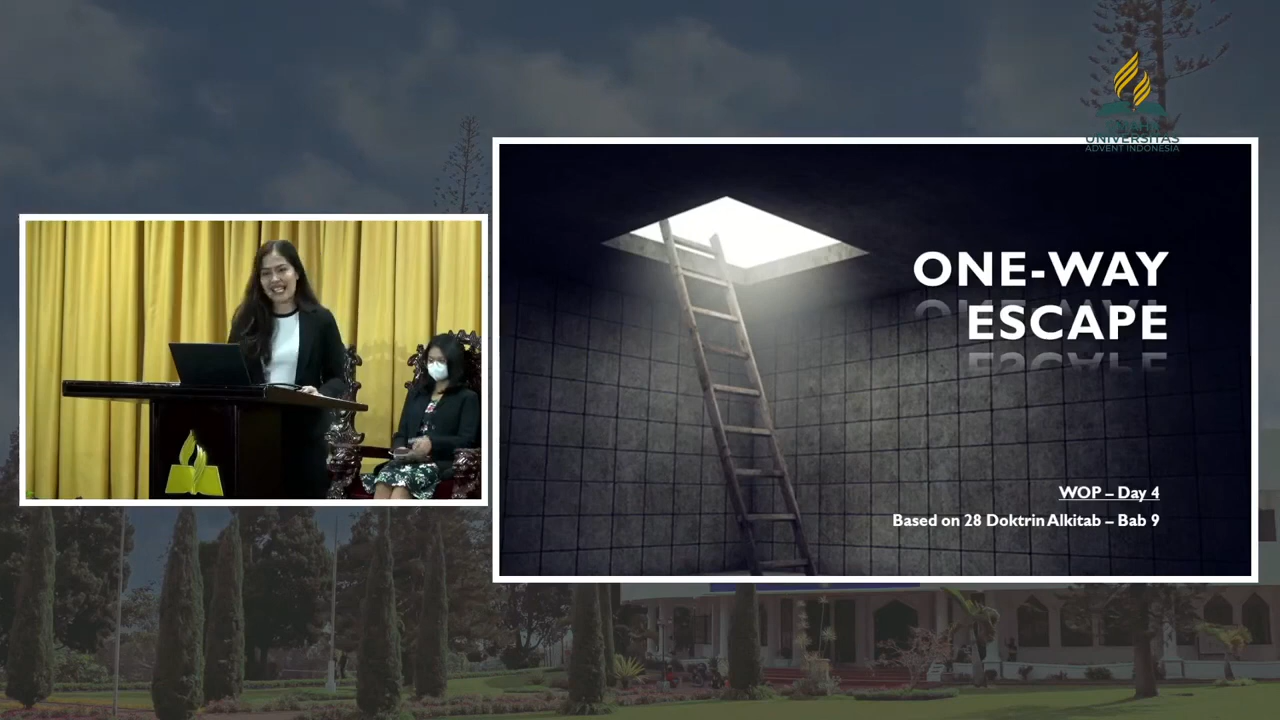 UNIVERSITAS
ADVENT INDONESIA
ONE-WAY
ESCAPE
WOP – Day 4
Based on 28 Doktrin Alkitab – Bab 9